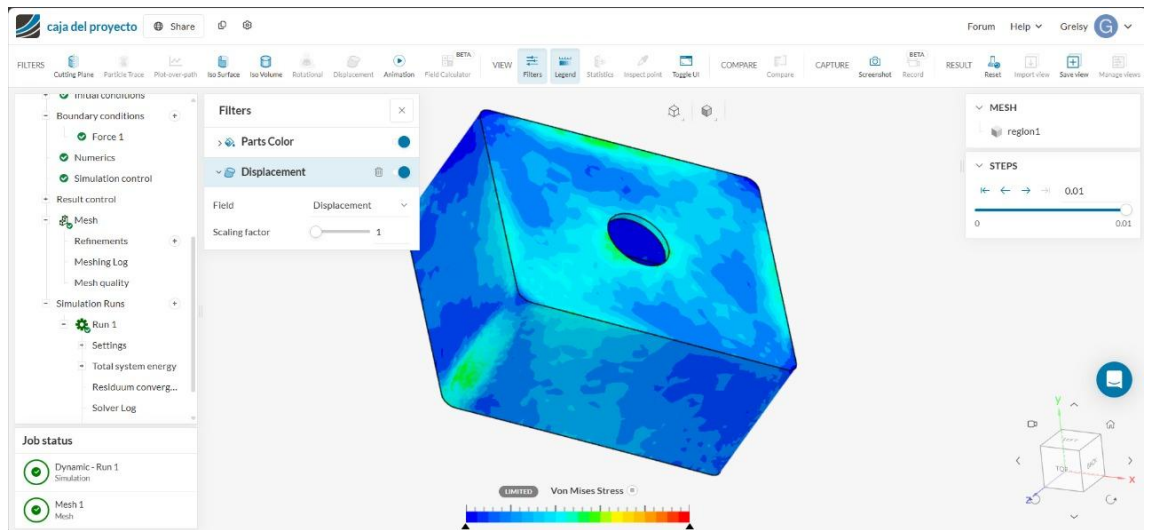 caja del proyecto Share
Forum Help Grelsy G
FILTERS Cutting Plane Particle Trace Plot-over-path Iso Surface Iso Volume Rotational Displacement Animation BETA Field Calculator VIEW Filters Legend Statistics Inspect point Toggle UI COMPARE Compare CAPTURE Screenshot BETA Record RESULT Reset Import view Save view Manage views
Initial conditions
Boundary conditions
Force 1
Numerics
Simulation control
Result control
Mesh
Refinements
Meshing Log
Mesh quality
Simulation Runs
Run 1
Settings
Total system energy
Residuum converg...
Solver Log
Job status
Dynamic - Run 1
Simulation
Mesh 1
Mesh
Filters
Parts Color
Displacement
Field Displacement
Scaling factor 1
LIMITED Von Mises Stress
MESH
region1
STEPS
0.01
0 0.01
Y
TOP BACK
X
Z